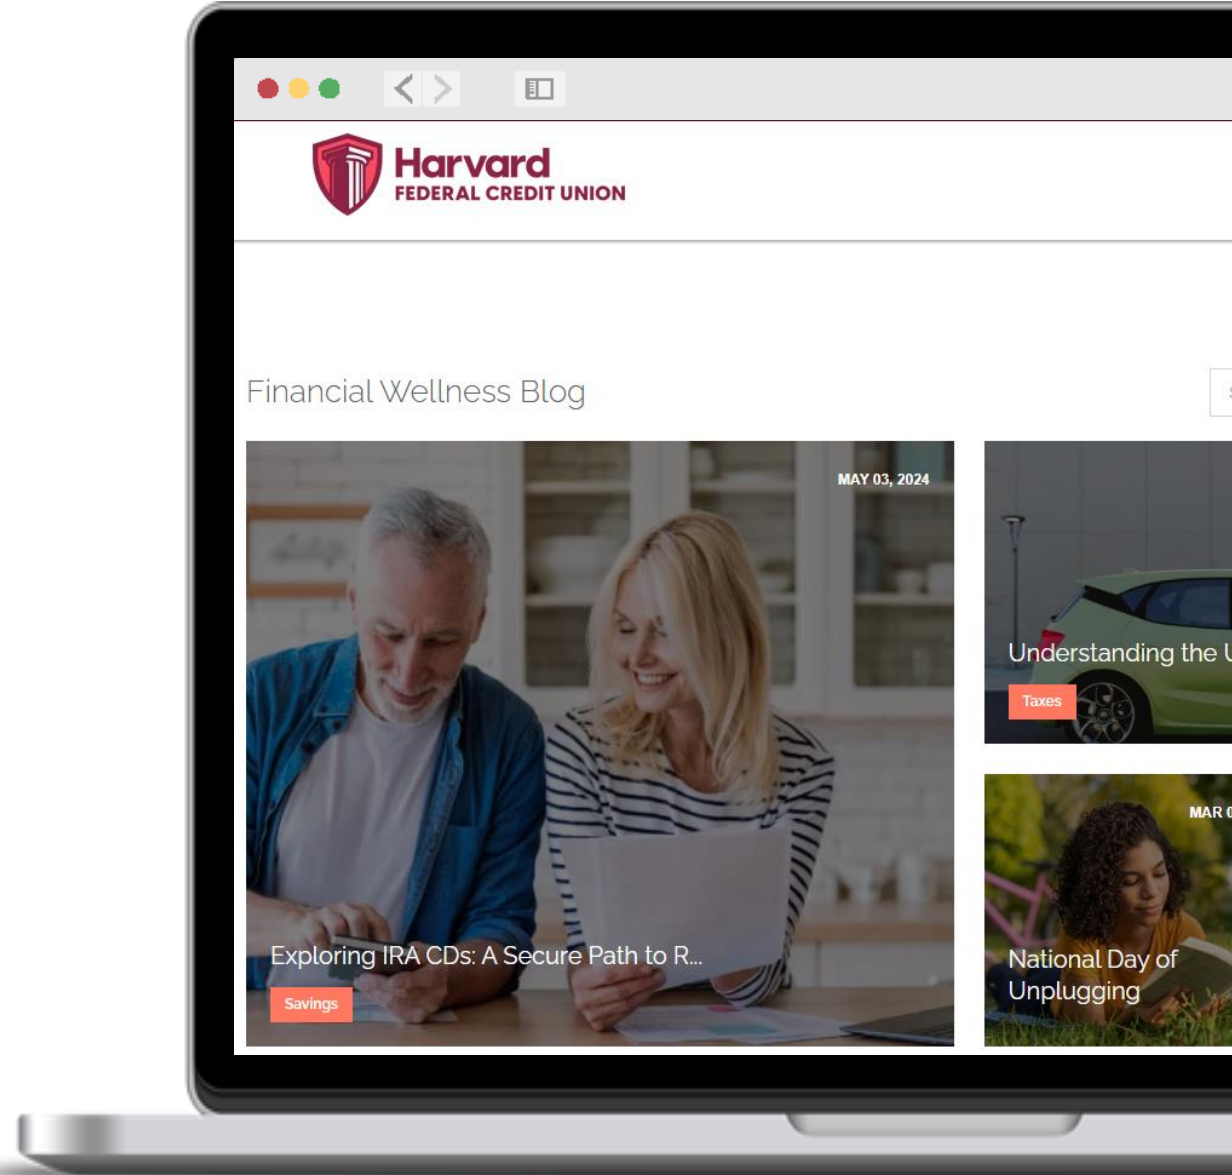 Harvard
FEDERAL CREDIT UNION
Financial Wellness Blog
MAY 03, 2024
Exploring IRA CDs: A Secure Path to R...
Savings
Understanding the
Taxes
MAR
National Day of
Unplugging